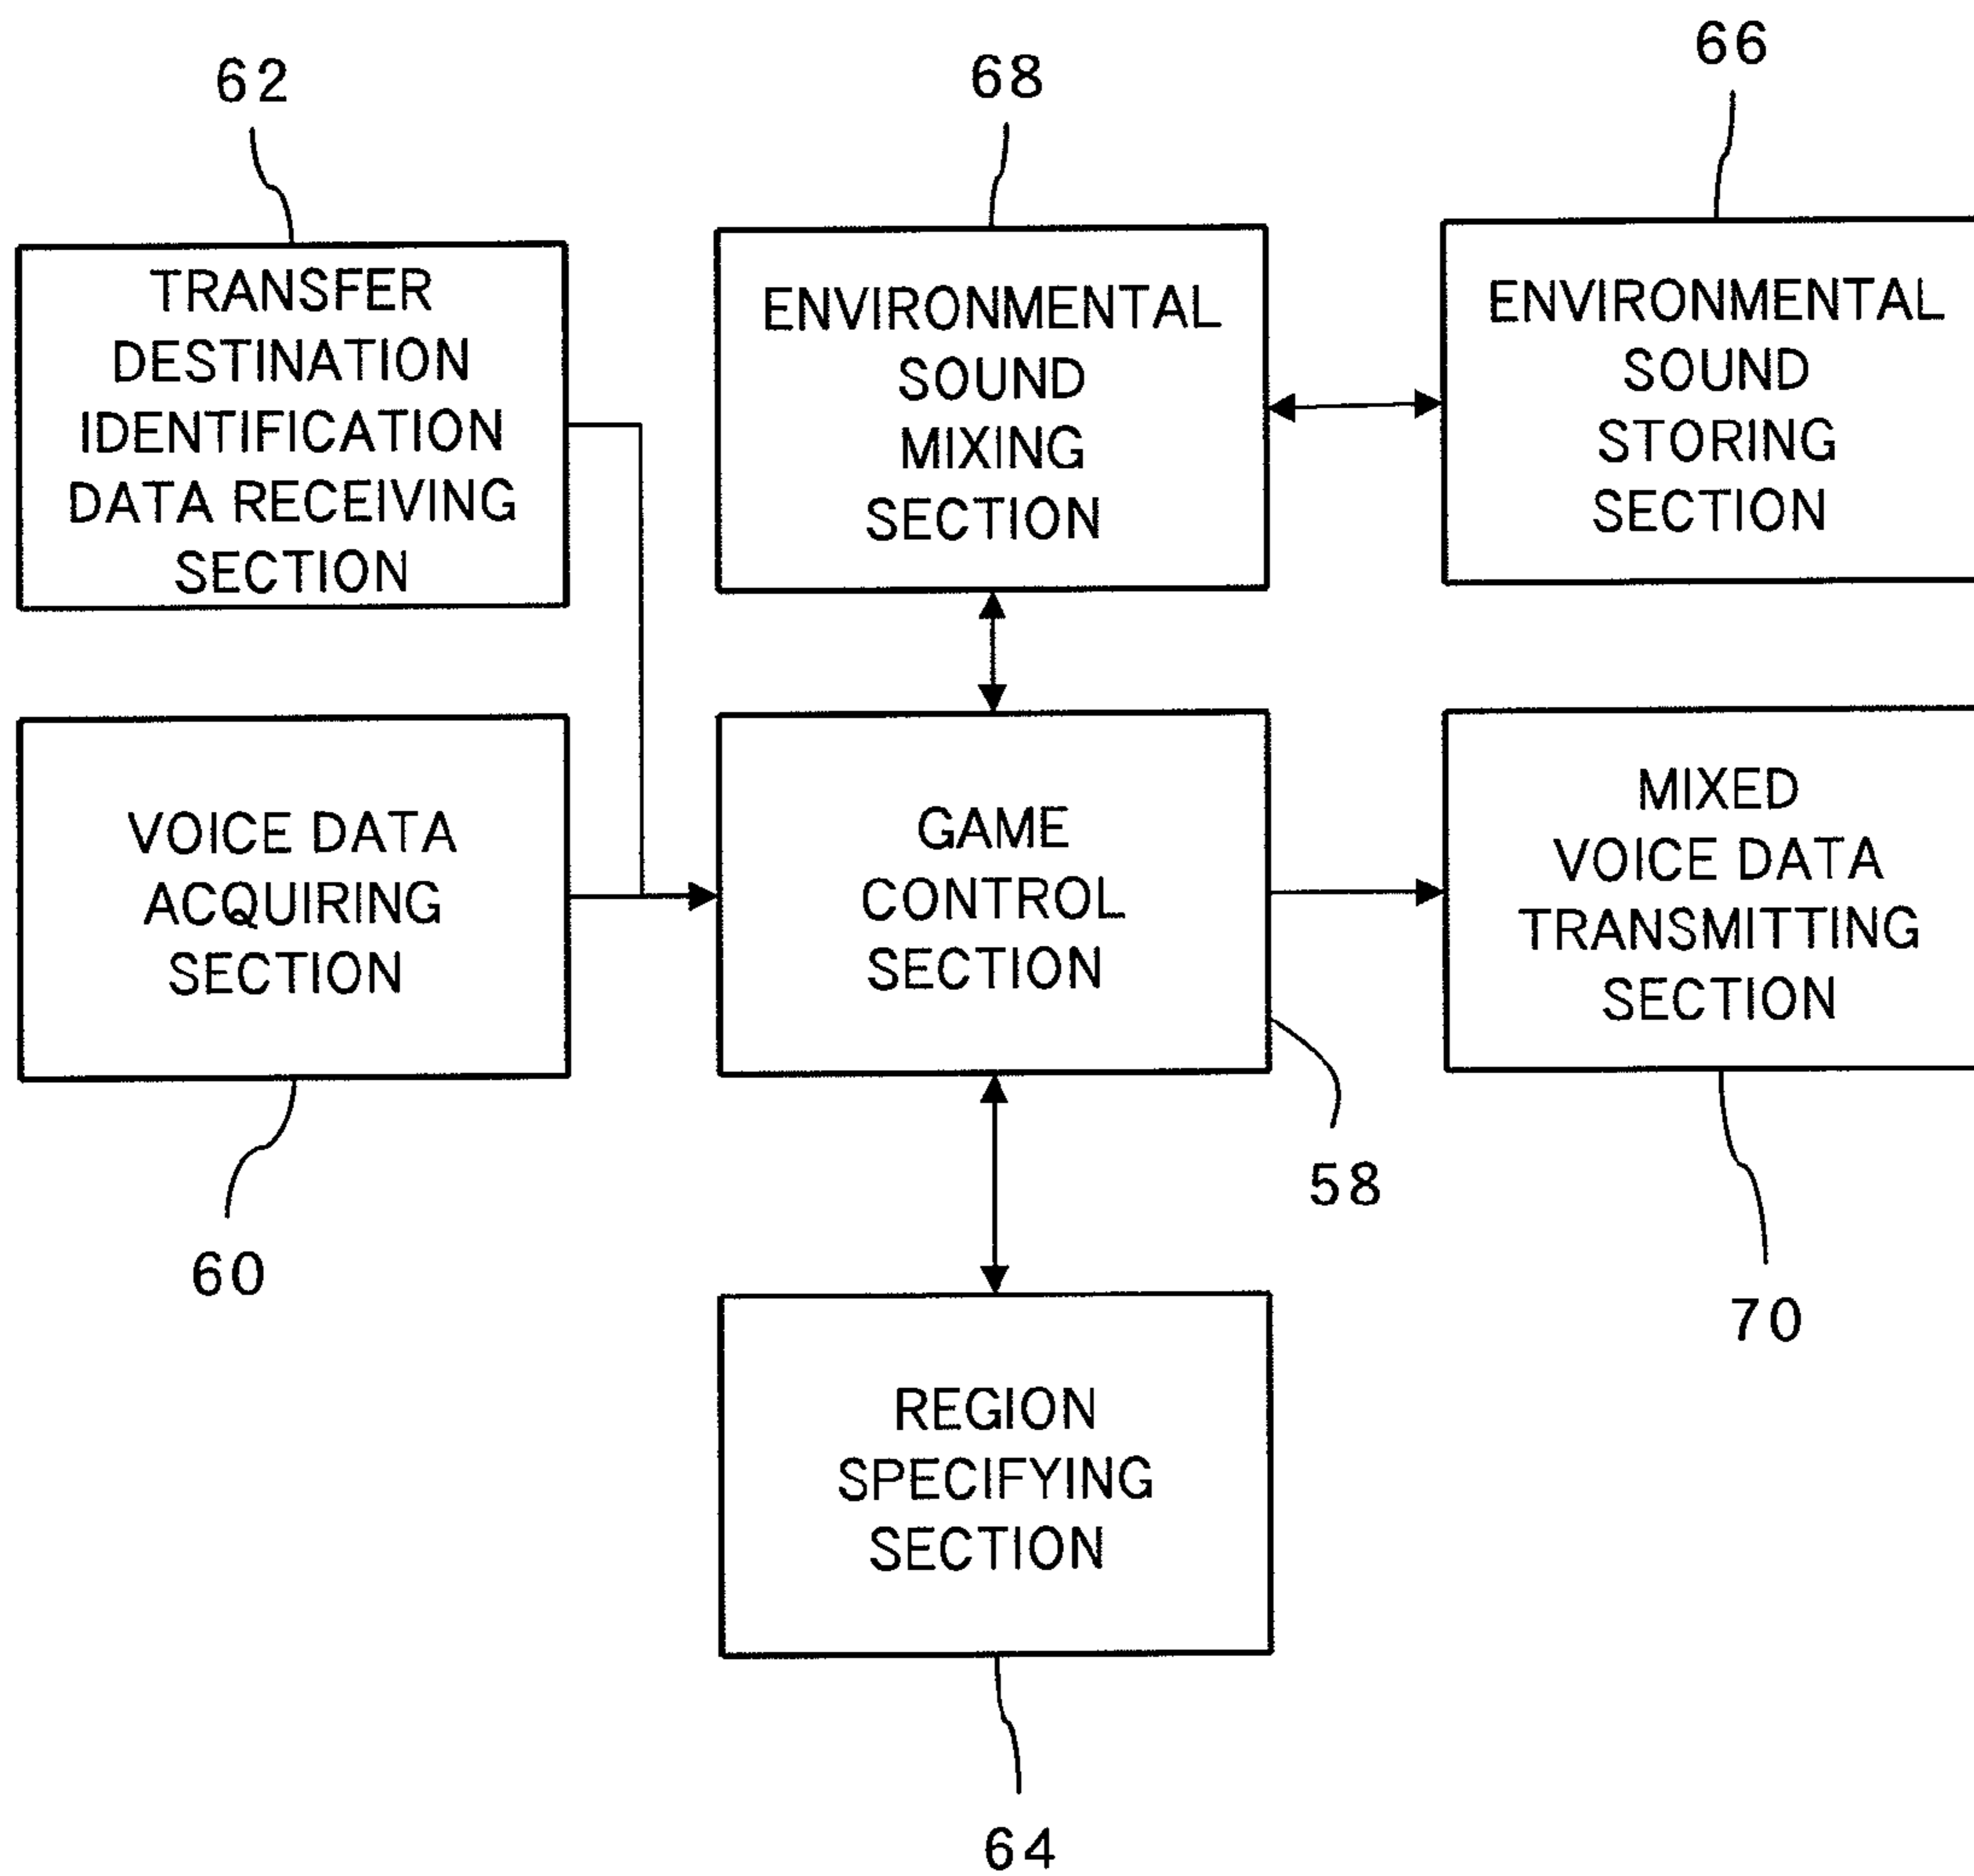 62
68
66
TRANSFER
DESTINATION
IDENTIFICATION
DATA RECEIVING
SECTION
ENVIRONMENTAL
SOUND
MIXING
SECTION
ENVIRONMENTAL
SOUND
STORING
SECTION
VOICE DATA
ACQUIRING
SECTION
GAME
CONTROL
SECTION
MIXED
VOICE DATA
TRANSMITTING
SECTION
60
58
70
REGION
SPECIFYING
SECTION
64